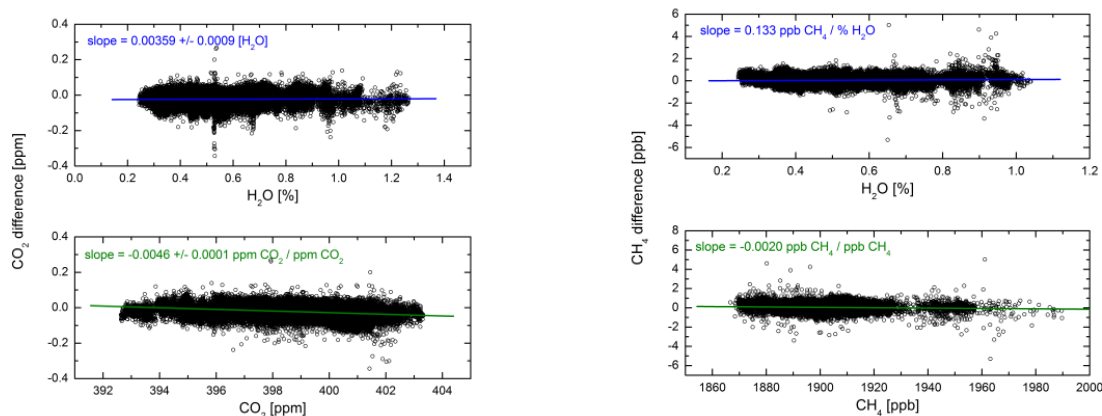 0.4
slope = 0.00359 +/- 0.0009 [H2O]
0.2
0.0
-0.2
-0.4
0.0 0.2 0.4 0.6 0.8 1.0 1.2 1.4
H2O [%]
CO2 difference [ppm]
0.4
slope = -0.0046 +/- 0.0001 ppm CO2 / ppm CO2
0.2
0.0
-0.2
-0.4
392 394 396 398 400 402 404
CO2 [ppm]
6
slope = 0.133 ppb CH4 / % H2O
4
2
0
-2
-4
-6
0.2 0.4 0.6 0.8 1.0 1.2
H2O [%]
CH4 difference [ppb]
8
slope = -0.0020 ppb CH4 / ppb CH4
6
4
2
0
-2
-4
-6
1860 1880 1900 1920 1940 1960 1980 2000
CH4 [ppb]